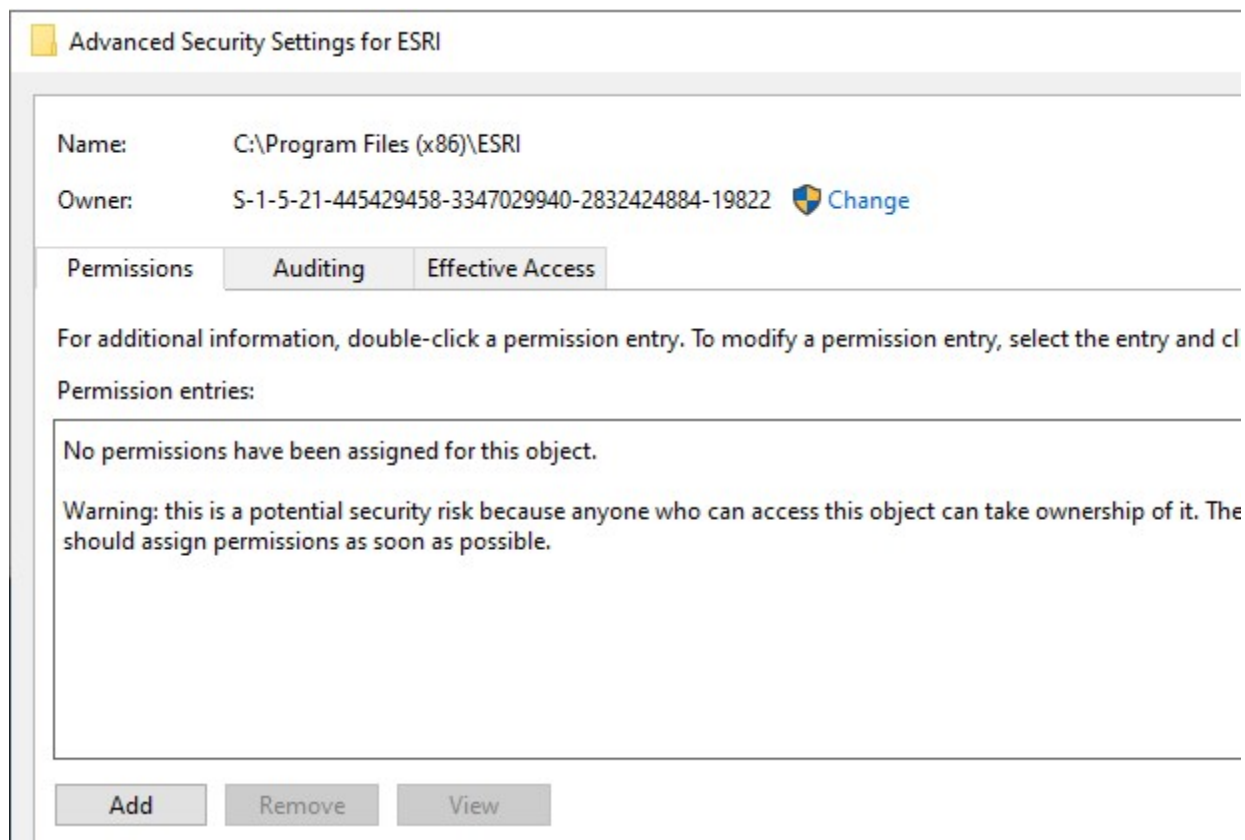 Advanced Security Settings for ESRI
Name: C:\Program Files (x86)\ESRI
Owner: S-1-5-21-445429458-3347029940-2832424884-19822 Change
Permissions Auditing Effective Access
For additional information, double-click a permission entry. To modify a permission entry, select the entry and cl
Permission entries:
No permissions have been assigned for this object.
Warning: this is a potential security risk because anyone who can access this object can take ownership of it. The
should assign permissions as soon as possible.
Add Remove View